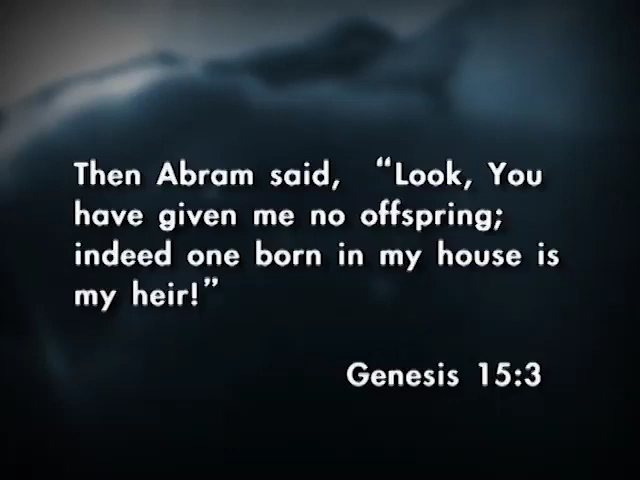 Then Abram said, “Look, You
have given me no offspring;
indeed one born in my house is
my heir!”
Genesis 15:3